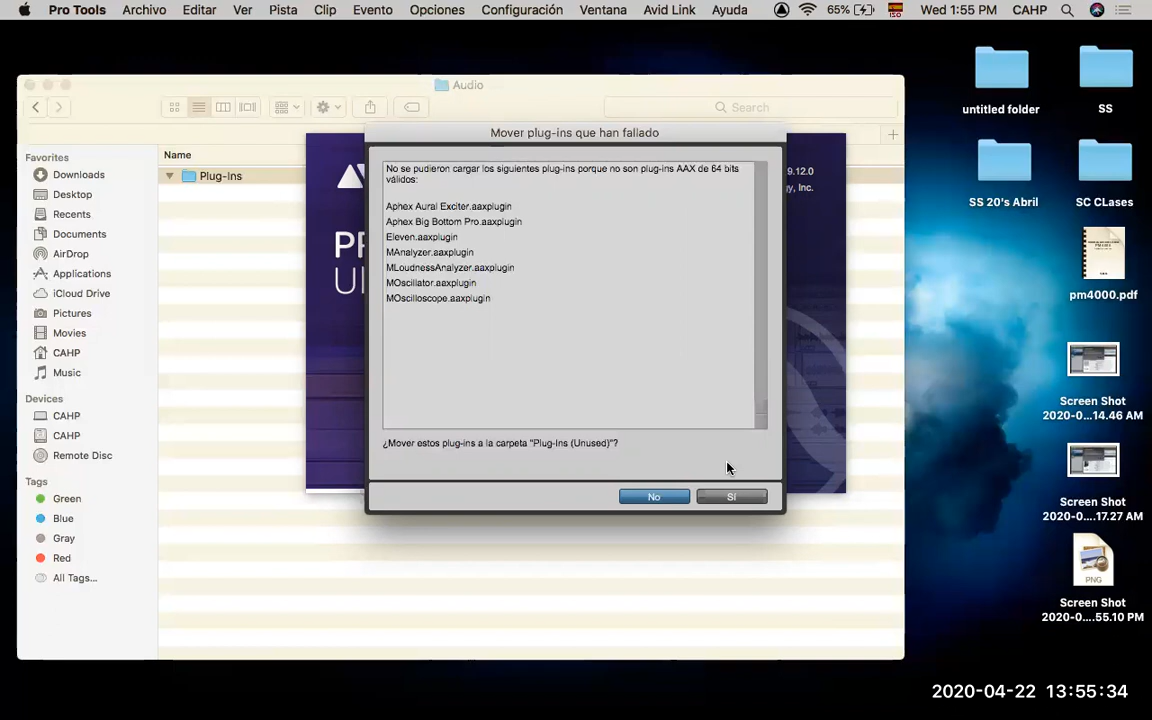 Pro Tools Archivo Editar Ver Pista Clip Evento Opciones Configuración Ventana Avid Link Ayuda 65% ISO Wed 1:55 PM CAHP
Audio
Search
Favorites
Downloads
Desktop
Recents
Documents
AirDrop
Applications
iCloud Drive
Pictures
Movies
CAHP
Music
Devices
CAHP
CAHP
Remote Disc
Tags
Green
Blue
Gray
Red
All Tags...
Name
Plug-Ins
Mover plug-ins que han fallado
No se pudieron cargar los siguientes plug-ins porque no son plug-ins AAX de 64 bits
válidos:
Aphex Aural Exciter.aaxplugin
Aphex Big Bottom Pro.aaxplugin
Eleven.aaxplugin
MAnalyzer.aaxplugin
MLoudnessAnalyzer.aaxplugin
MOscillator.aaxplugin
MOscilloscope.aaxplugin
¿Mover estos plug-ins a la carpeta "Plug-Ins (Unused)"?
No Sí
9.12.0
gy, Inc.
untitled folder
SS
SS 20's Abril
SC CLases
pm4000.pdf
Screen Shot
2020-0...14.46 AM
Screen Shot
2020-0....17.27 AM
PNG
Screen Shot
2020-0....55.10 PM
2020-04-22 13:55:34